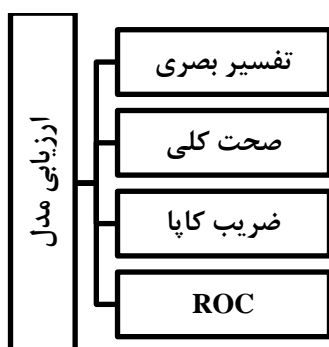 ارزیابی مدل
تفسیر بصری
صحت کلی
ضریب کاپا
ROC